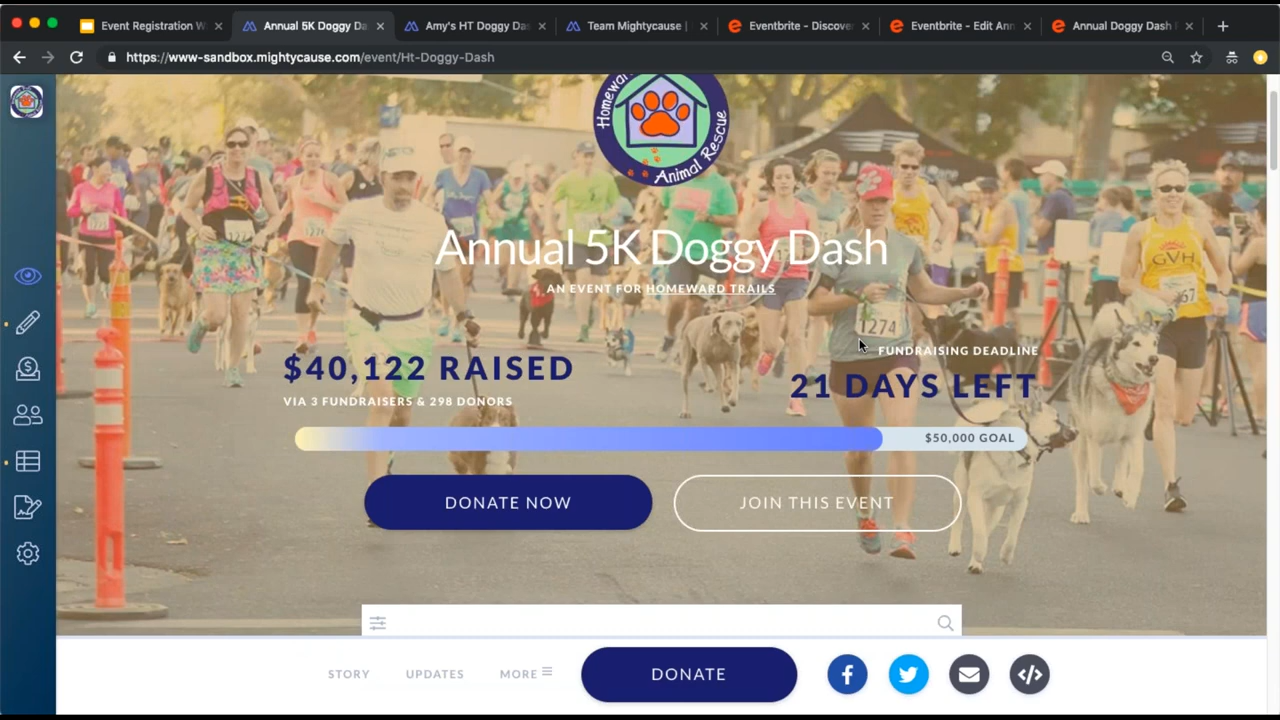 Event Registration W
Annual 5K Doggy Da
Amy's HT Doggy Das
Team Mightycause |
Eventbrite - Discover
Eventbrite - Edit Ann
Annual Doggy Dash
https://www-sandbox.mightycause.com/event/Ht-Doggy-Dash
Homeward
Animal Rescue
Annual 5K Doggy Dash
AN EVENT FOR HOMEWARD TRAILS
1274
GVH
FUNDRAISING DEADLINE
$40,122 RAISED
21 DAYS LEFT
VIA 3 FUNDRAISERS & 298 DONORS
$50,000 GOAL
DONATE NOW
JOIN THIS EVENT
STORY
UPDATES
MORE
DONATE